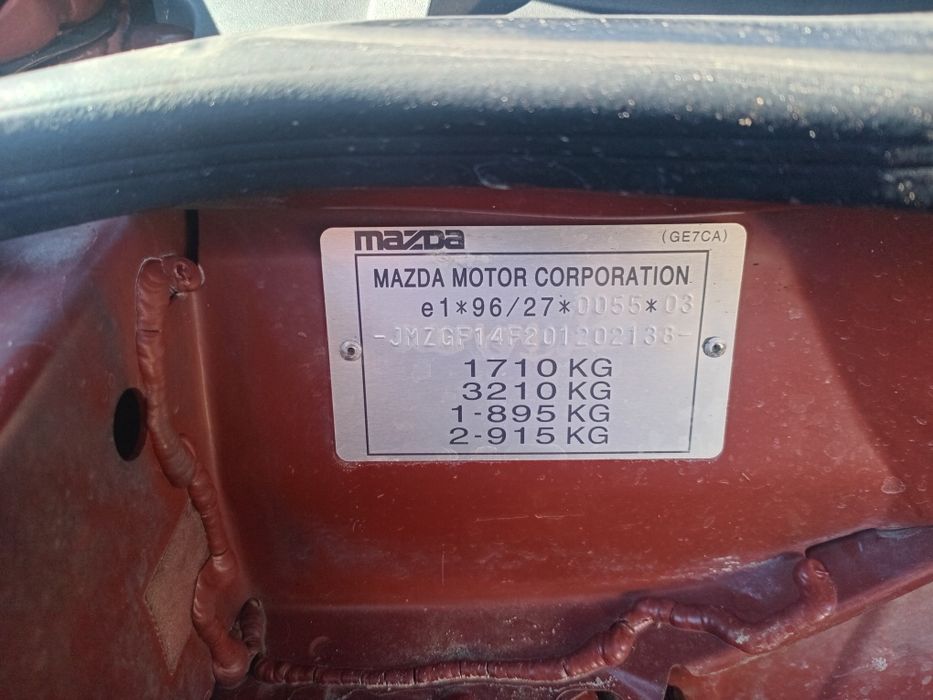 mazda (GE7CA)
MAZDA MOTOR CORPORATION
e1*96/27*0055*03
-JMZGF14F201202138-
1710 KG
3210 KG
1-895 KG
2-915 KG